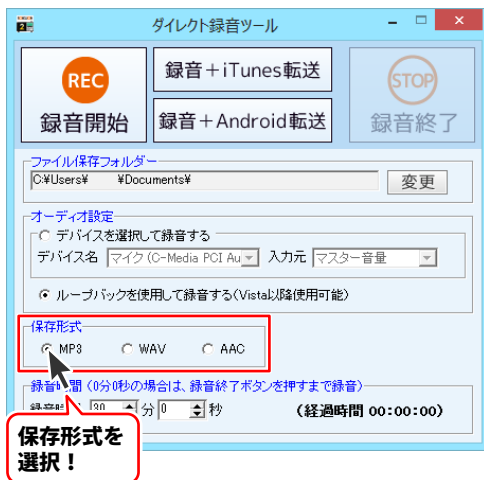 ダイレクト録音ツール
REC
録音開始
録音+iTunes転送
録音+Android転送
STOP
録音終了
ファイル保存フォルダ
C:¥Users¥ ¥Documents¥
変更
オーディオ設定
デバイスを選択して録音する
デバイス名 マイク (C-Media PCI Au 入力元 マスター音量
ループバックを使用して録音する(Vista以降使用可能)
保存形式
MP3 WAV AAC
録音時間 (0分0秒の場合は、録音終了ボタンを押すまで録音)
30 分 0 秒 (経過時間 00:00:00)
保存形式を
選択!